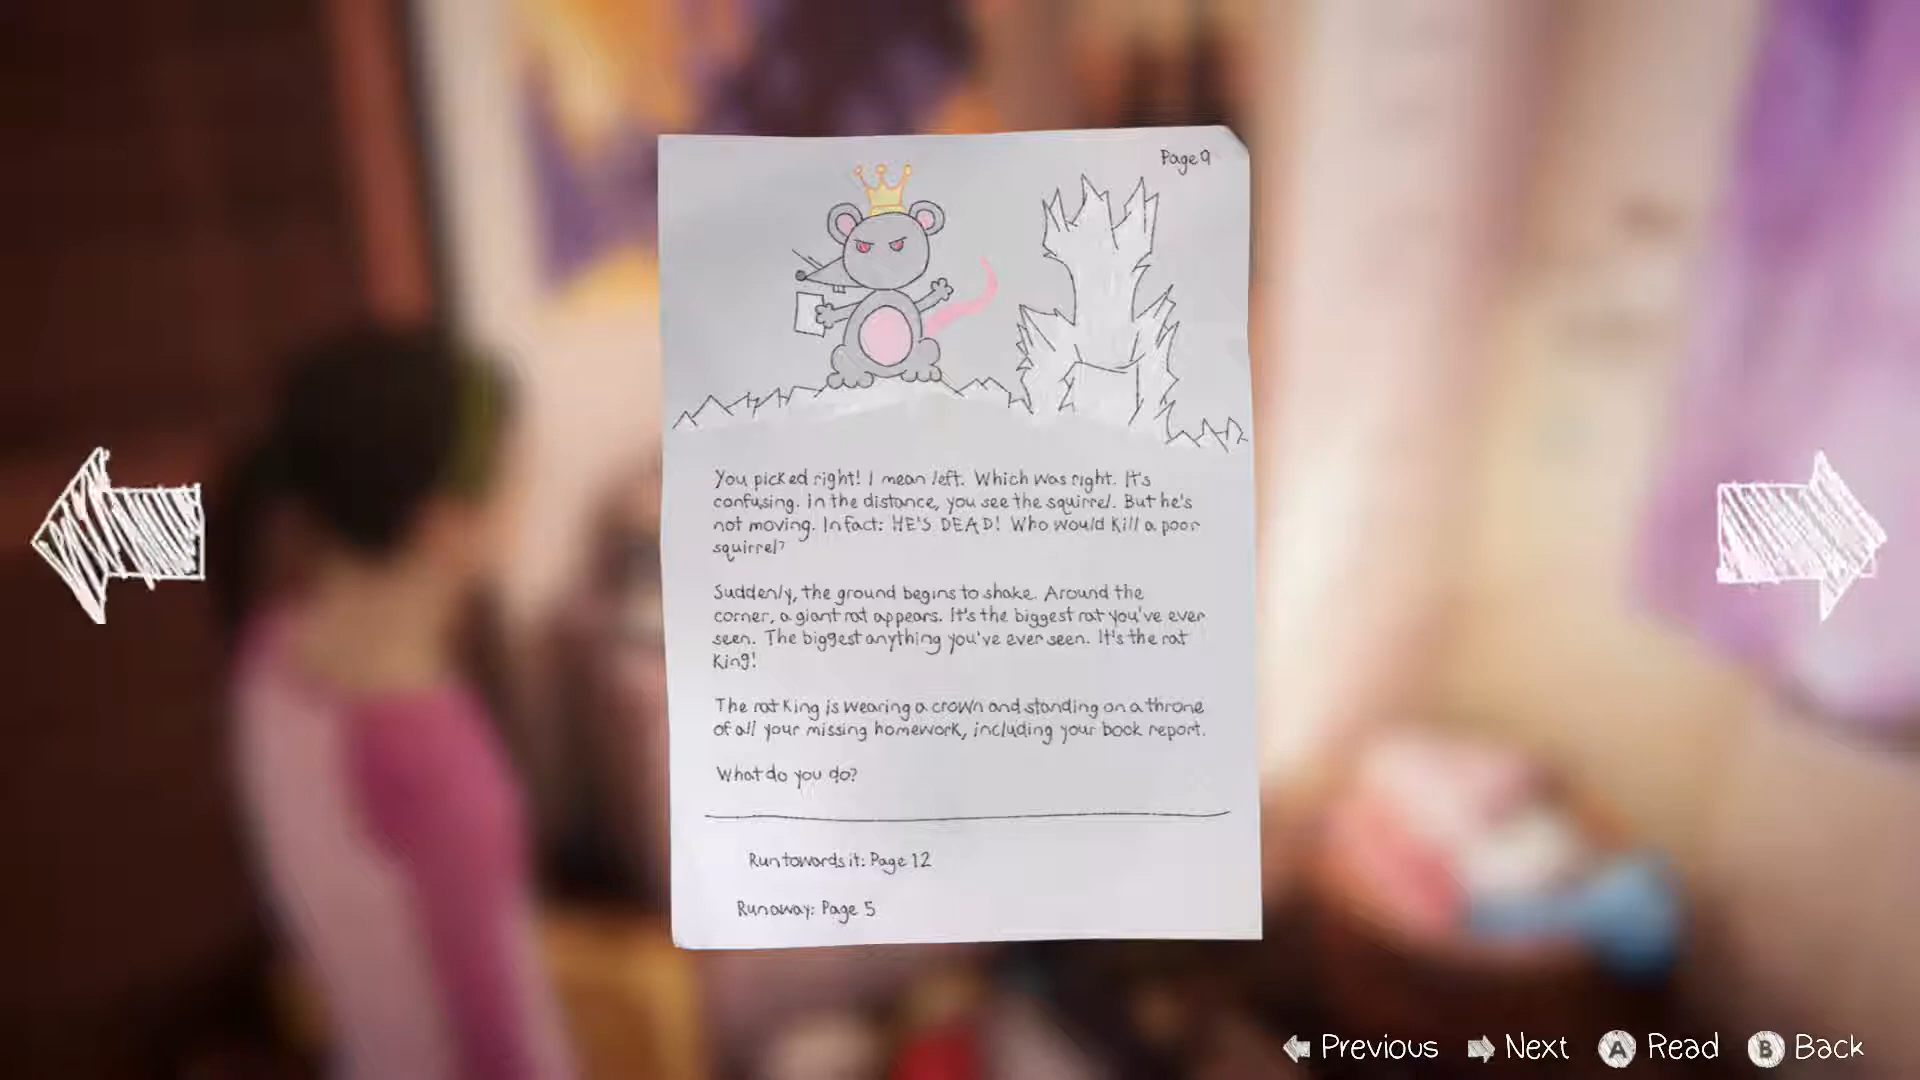 Page 9
You picked right! I mean left. Which was right. It's
confusing. In the distance, you see the squirrel. But he's
not moving. In fact: HE'S DEAD! Who would kill a poor
squirrel?
Suddenly, the ground begins to shake. Around the
corner, a giant rat appears. It's the biggest rat you've ever
seen. The biggest anything you've ever seen. It's the rat
king!
The rat king is wearing a crown and standing on a throne
of all your missing homework, including your book report.
What do you do?
Run towards it: Page 12
Run away: Page 5
Previous Next A Read B Back